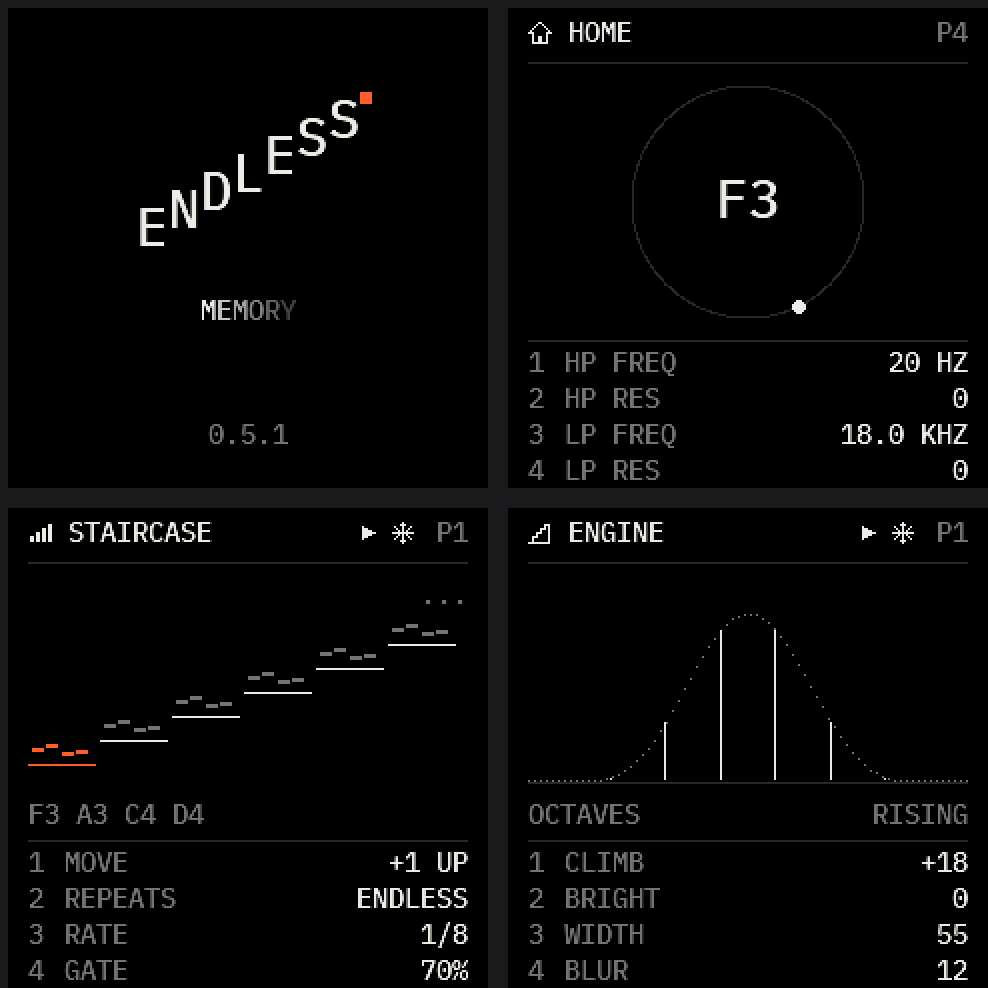 ENDLESS
MEMORY
0.5.1
HOME P4
F3
1 HP FREQ 20 HZ
2 HP RES 0
3 LP FREQ 18.0 KHZ
4 LP RES 0
STAIRCASE P1
...
F3 A3 C4 D4
1 MOVE +1 UP
2 REPEATS ENDLESS
3 RATE 1/8
4 GATE 70%
ENGINE P1
OCTAVES RISING
1 CLIMB +18
2 BRIGHT 0
3 WIDTH 55
4 BLUR 12